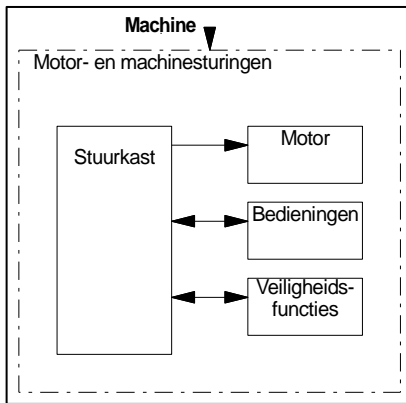 Machine
Motor- en machinesturingen
Stuurkast
Motor
Bedieningen
Veiligheids-
functies